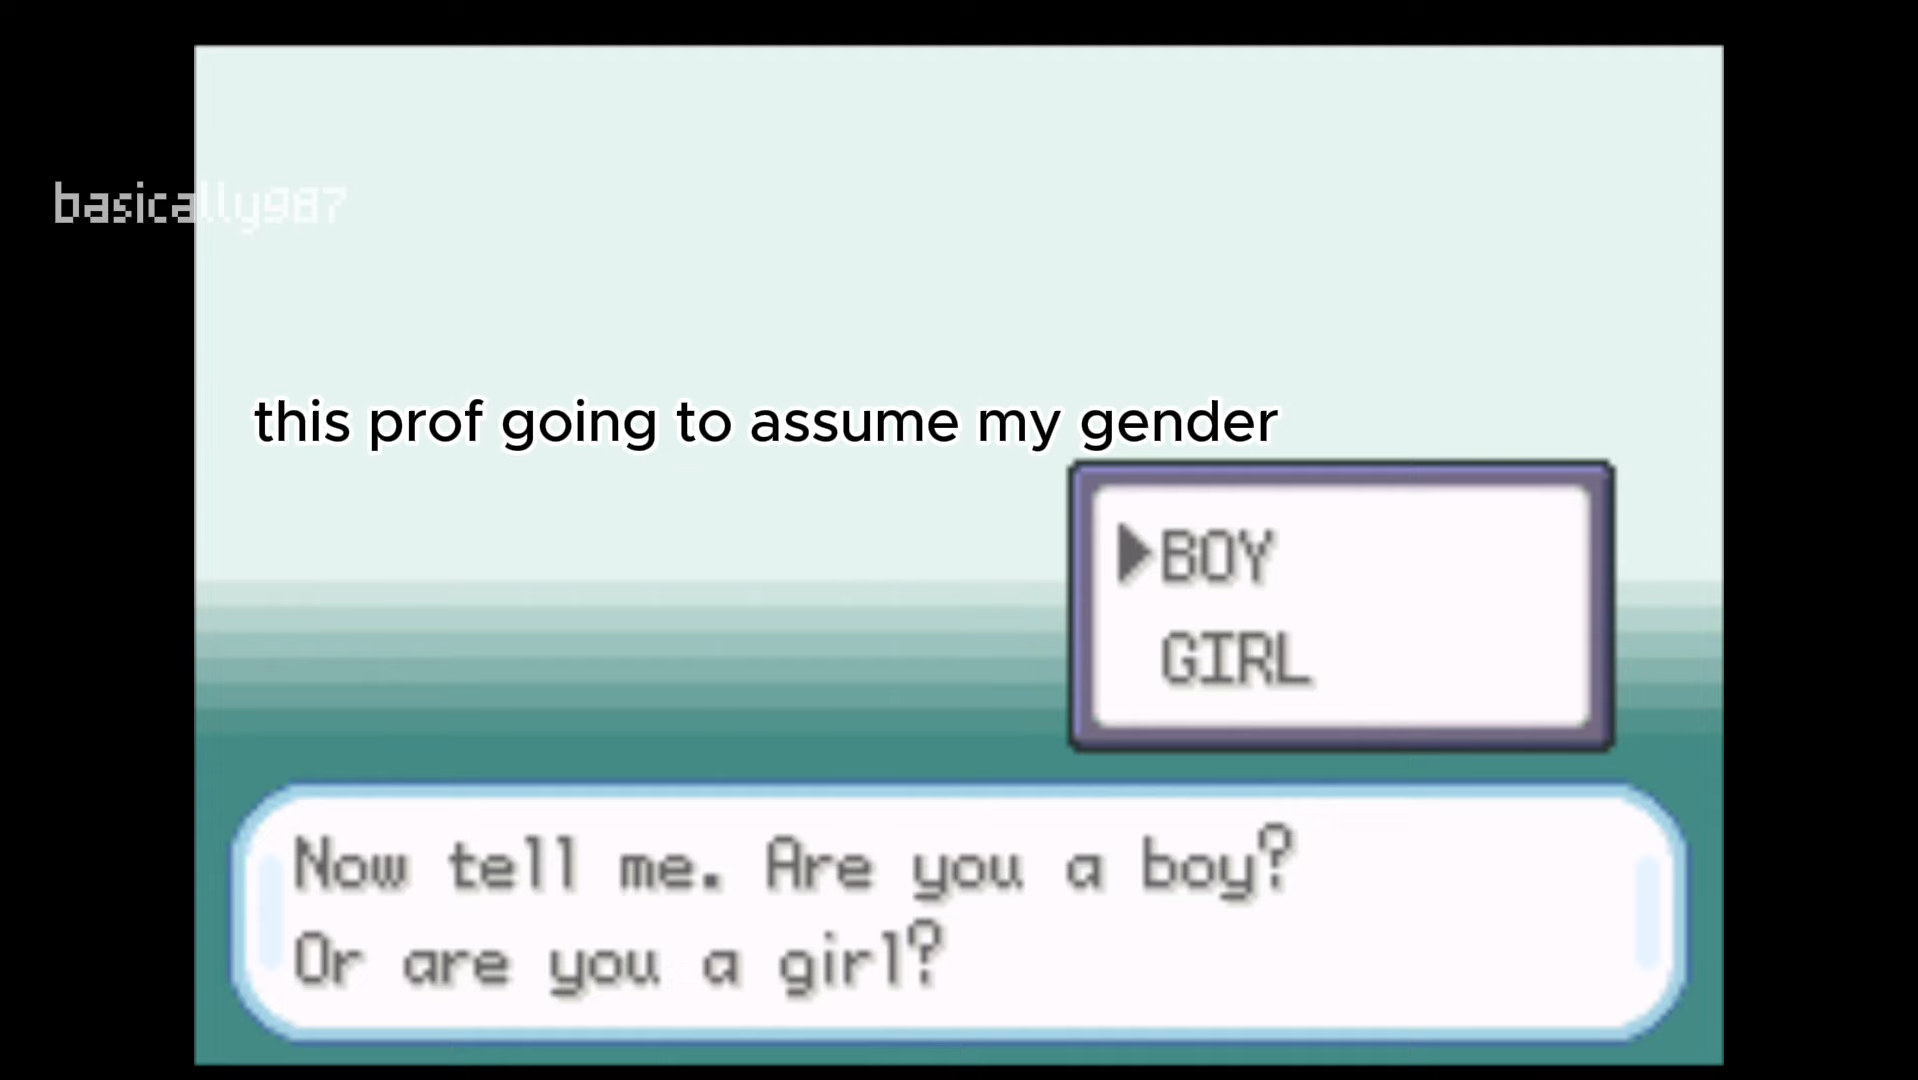 basically987
this prof going to assume my gender
▶BOY
GIRL
Now tell me. Are you a boy?
Or are you a girl?